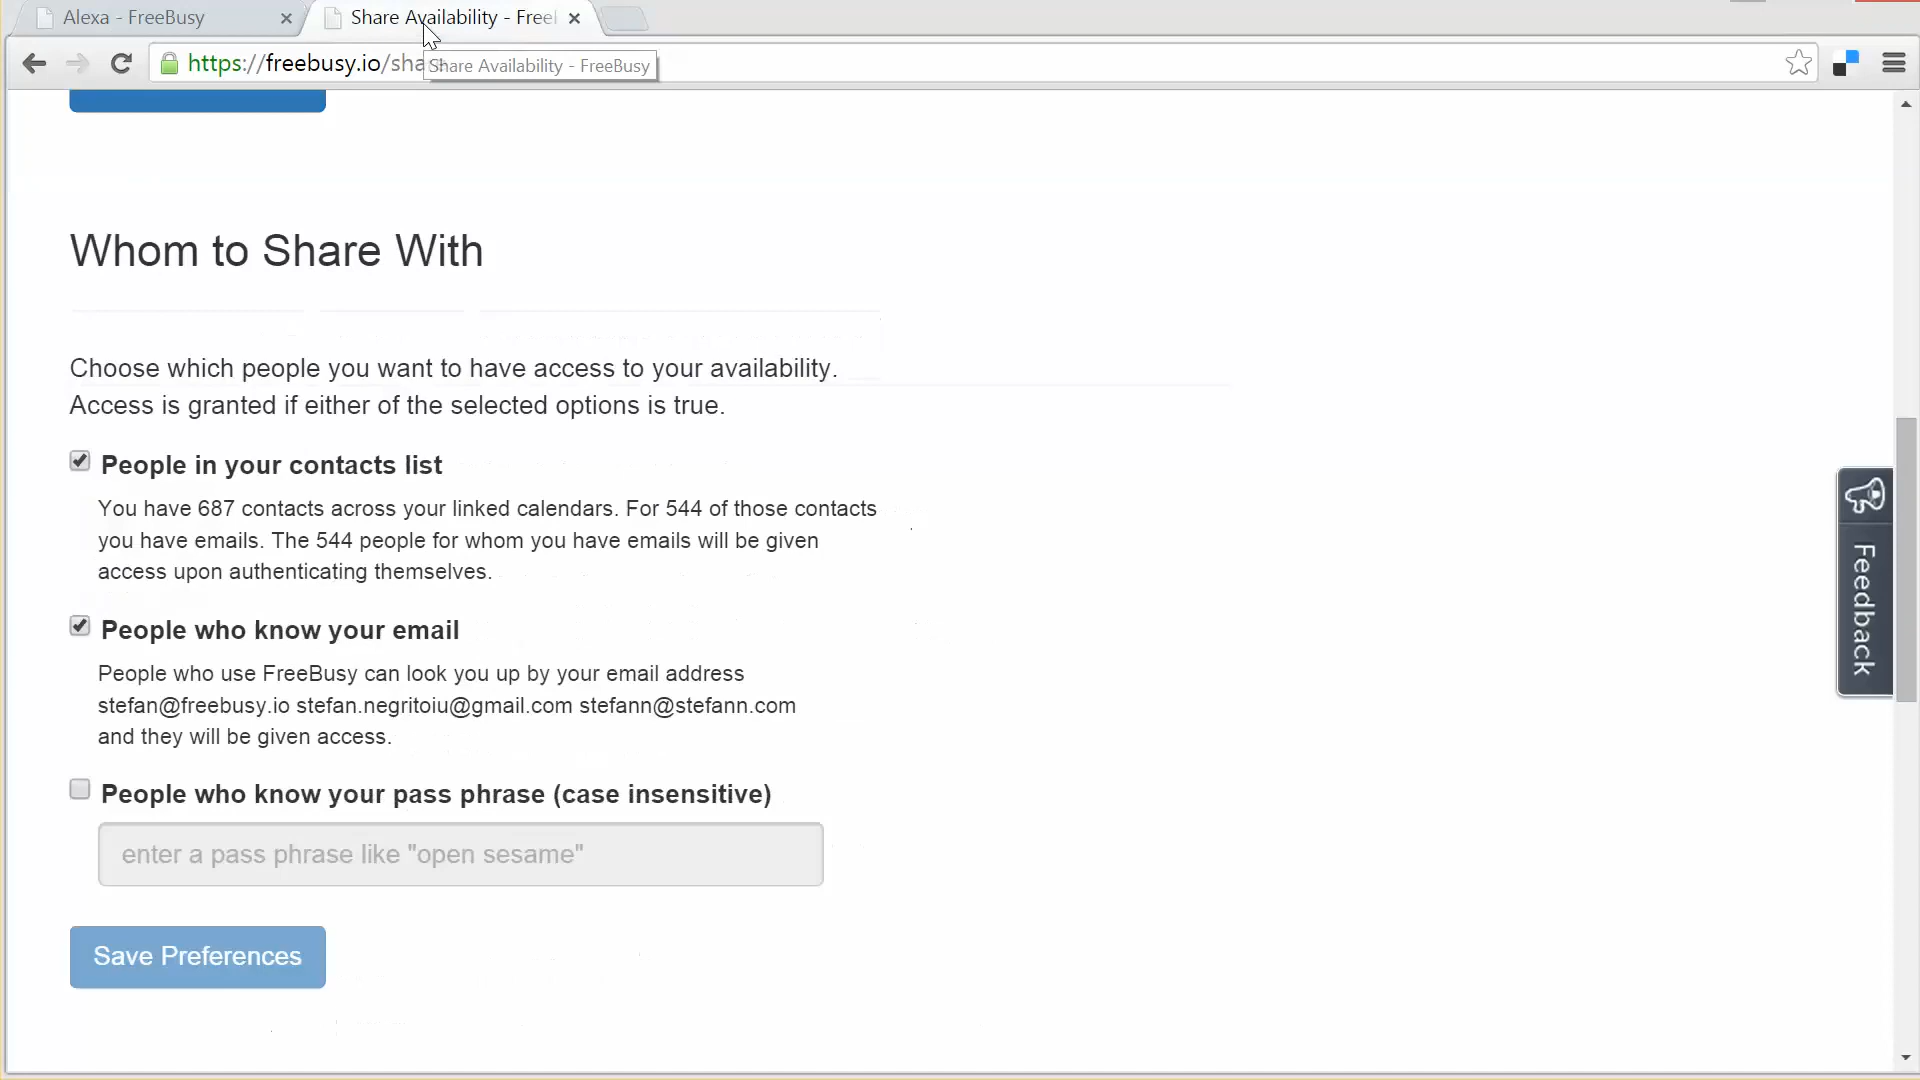 Alexa - FreeBusy
Share Availability - Free
https://freebusy.io/sha
Share Availability - FreeBusy
Whom to Share With
Choose which people you want to have access to your availability.
Access is granted if either of the selected options is true.
People in your contacts list
You have 687 contacts across your linked calendars. For 544 of those contacts
you have emails. The 544 people for whom you have emails will be given
access upon authenticating themselves.
People who know your email
People who use FreeBusy can look you up by your email address
stefan@freebusy.io stefan.negritoiu@gmail.com stefann@stefann.com
and they will be given access.
People who know your pass phrase (case insensitive)
enter a pass phrase like "open sesame"
Save Preferences
Feedback